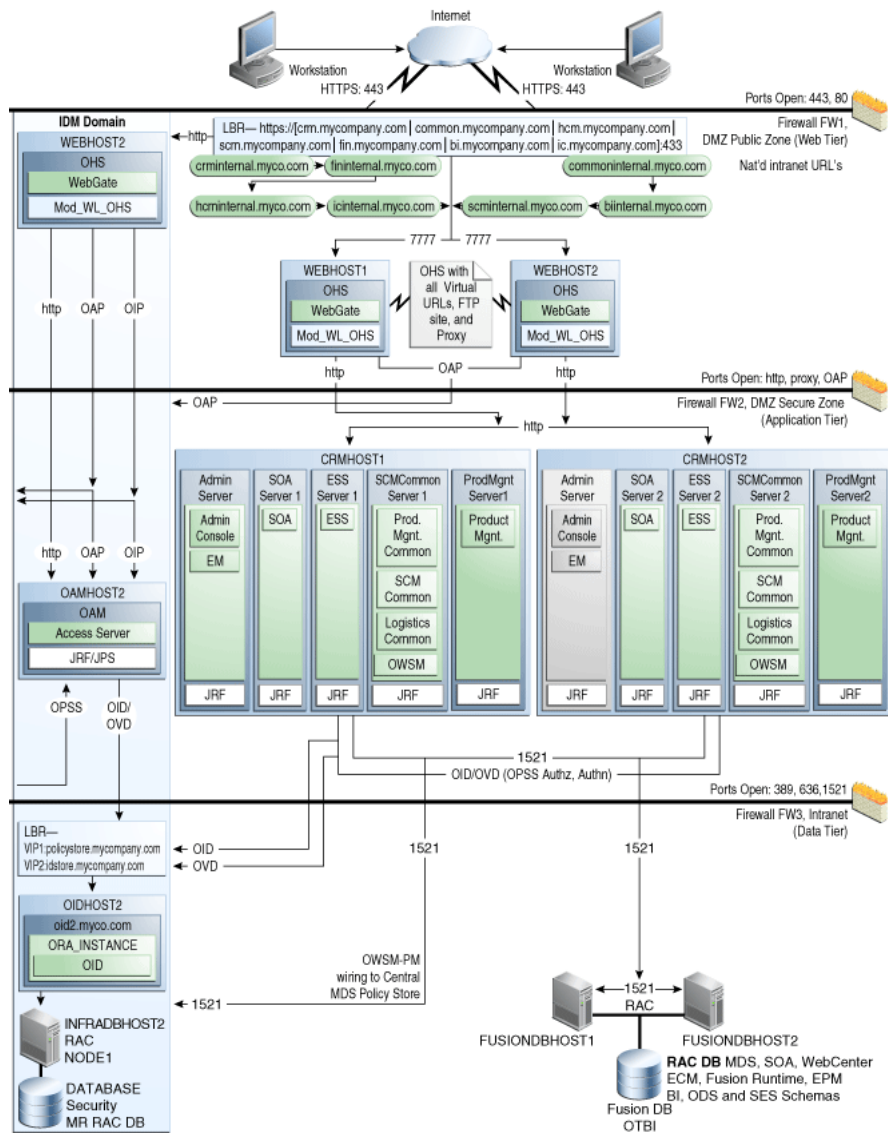 Internet
Workstation
Workstation
HTTPS: 443
HTTPS: 443
Ports Open: 443, 80
Firewall FW1,
DMZ Public Zone (Web Tier)
Nat'd intranet URL's
IDM Domain
WEBHOST2
OHS
WebGate
Mod_WL_OHS
http
LBR— https://[crm.mycompany.com | common.mycompany.com | hcm.mycompany.com |
scm.mycompany.com | fin.mycompany.com | bi.mycompany.com | ic.mycompany.com]:433
crminternal.myco.com
fininternal.myco.com
commoninternal.myco.com
hcminternal.myco.com
icinternal.myco.com
scminternal.myco.com
biinternal.myco.com
7777
7777
WEBHOST1
OHS
WebGate
Mod_WL_OHS
OHS with
all Virtual
URLs, FTP
site, and
Proxy
WEBHOST2
OHS
WebGate
Mod_WL_OHS
http
OAP
OIP
http
OAP
http
Ports Open: http, proxy, OAP
Firewall FW2, DMZ Secure Zone
(Application Tier)
OAP
http
CRMHOST1
Admin
Server
Admin
Console
EM
JRF
SOA
Server 1
SOA
JRF
ESS
Server 1
ESS
JRF
SCMCommon
Server 1
Prod.
Mgnt.
Common
SCM
Common
Logistics
Common
OWSM
JRF
ProdMgnt
Server1
Product
Mgnt.
JRF
CRMHOST2
Admin
Server
Admin
Console
EM
JRF
SOA
Server 2
SOA
JRF
ESS
Server 2
ESS
JRF
SCMCommon
Server 2
Prod.
Mgnt.
Common
SCM
Common
Logistics
Common
OWSM
JRF
ProdMgmt
Server2
Product
Mgnt.
JRF
http
OAP
OIP
OAMHOST2
OAM
Access Server
JRF/JPS
OPSS
OID/
OVD
1521
OID/OVD (OPSS Authz, Authn)
Ports Open: 389, 636,1521
Firewall FW3, Intranet
(Data Tier)
LBR—
VIP1:policystore.mycompany.com
VIP2:idstore.mycompany.com
OID
OVD
1521
1521
OIDHOST2
oid2.myco.com
ORA_INSTANCE
OID
OWSM-PM
wiring to Central
MDS Policy Store
1521
INFRADBHOST2
RAC
NODE1
DATABASE
Security
MR RAC DB
1521
RAC
FUSIONDBHOST1
FUSIONDBHOST2
RAC DB MDS, SOA, WebCenter
ECM, Fusion Runtime, EPM
BI, ODS and SES Schemas
Fusion DB
OTBI